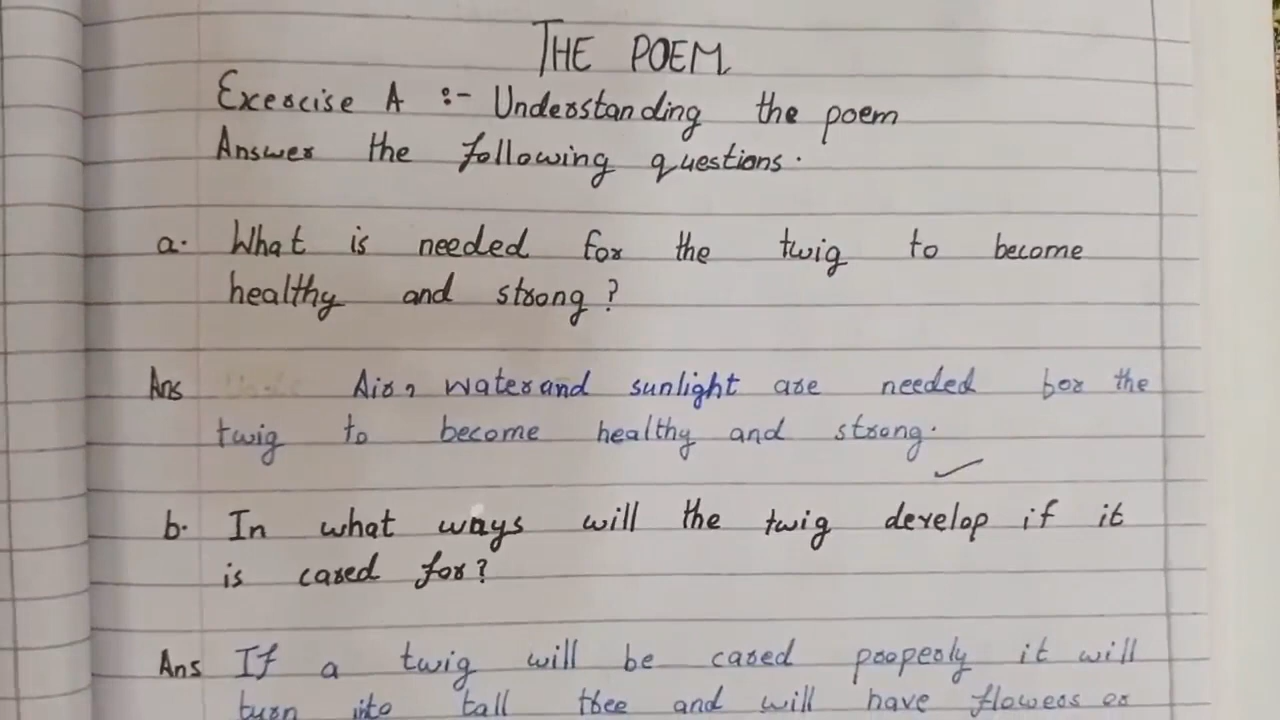 THE POEM
Exercise A :- Understanding the poem
Answer the following questions.
a. What is needed for the twig to become
healthy and strong?
Ans Air, water and sunlight are needed for the
twig to become healthy and strong.
b. In what ways will the twig develop if it
is cared for?
Ans If a twig will be cared properly it will
turn into tall tree and will have flowers or